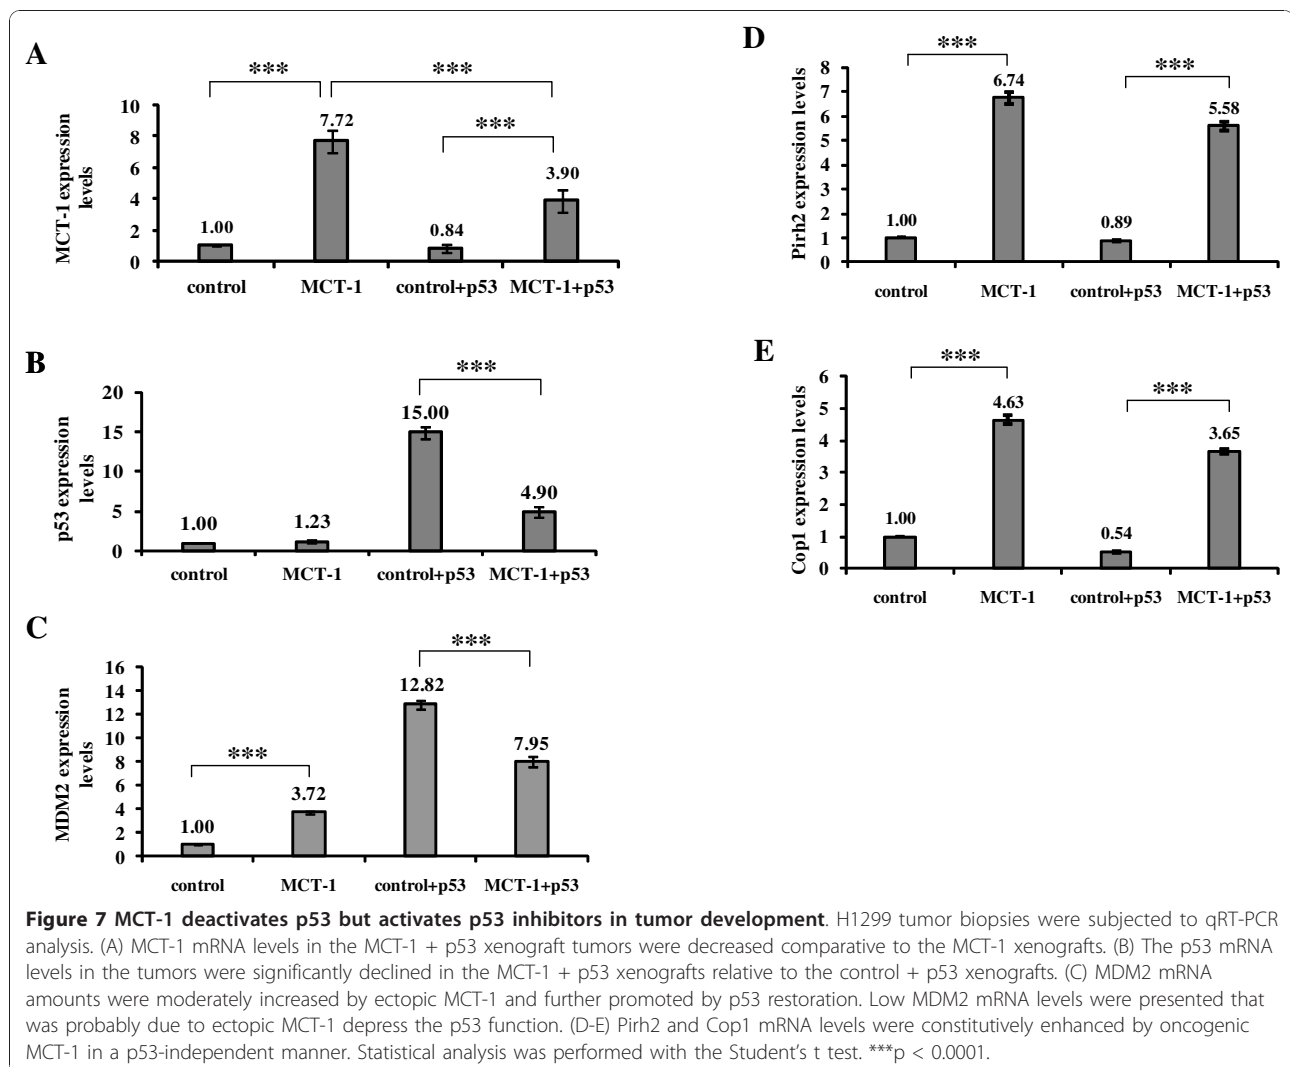 A
***
***
***
MCT-1 expression
levels
10
8
6
4
2
0
1.00
7.72
0.84
3.90
control
MCT-1
control+p53
MCT-1+p53
B
***
p53 expression
levels
20
15
10
5
0
1.00
1.23
15.00
4.90
control
MCT-1
control+p53
MCT-1+p53
C
***
***
MDM2 expression
levels
16
14
12
10
8
6
4
2
0
1.00
3.72
12.82
7.95
control
MCT-1
control+p53
MCT-1+p53
D
***
***
Pirh2 expression levels
8
7
6
5
4
3
2
1
0
1.00
6.74
0.89
5.58
control
MCT-1
control+p53
MCT-1+p53
E
***
***
Cop1 expression levels
6
5
4
3
2
1
0
1.00
4.63
0.54
3.65
control
MCT-1
control+p53
MCT-1+p53
Figure 7 MCT-1 deactivates p53 but activates p53 inhibitors in tumor development. H1299 tumor biopsies were subjected to qRT-PCR
analysis. (A) MCT-1 mRNA levels in the MCT-1 + p53 xenograft tumors were decreased comparative to the MCT-1 xenografts. (B) The p53 mRNA
levels in the tumors were significantly declined in the MCT-1 + p53 xenografts relative to the control + p53 xenografts. (C) MDM2 mRNA
amounts were moderately increased by ectopic MCT-1 and further promoted by p53 restoration. Low MDM2 mRNA levels were presented that
was probably due to ectopic MCT-1 depress the p53 function. (D-E) Pirh2 and Cop1 mRNA levels were constitutively enhanced by oncogenic
MCT-1 in a p53-independent manner. Statistical analysis was performed with the Student's t test. ***p < 0.0001.